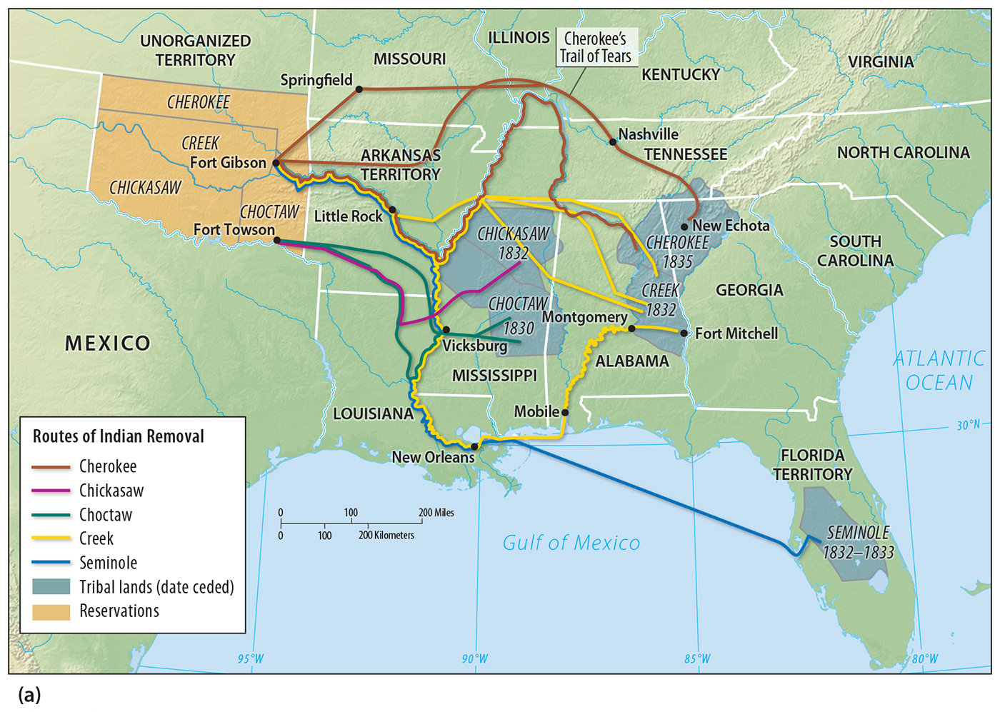 UNORGANIZED
TERRITORY
MISSOURI
ILLINOIS
Cherokee's
Trail of Tears
KENTUCKY
VIRGINIA
Springfield
CHEROKEE
CREEK
Fort Gibson
CHICKASAW
CHOCTAW
Fort Towson
ARKANSAS
TERRITORY
Little Rock
Nashville
TENNESSEE
NORTH CAROLINA
New Echota
CHEROKEE
1835
CHICKASAW
1832
SOUTH
CAROLINA
CREEK
1832
GEORGIA
CHOCTAW
1830
Montgomery
Fort Mitchell
MEXICO
Vicksburg
MISSISSIPPI
ALABAMA
ATLANTIC
OCEAN
LOUISIANA
Mobile
30°N
New Orleans
FLORIDA
TERRITORY
SEMINOLE
1832–1833
Gulf of Mexico
0 100 200 Miles
0 100 200 Kilometers
Routes of Indian Removal
Cherokee
Chickasaw
Choctaw
Creek
Seminole
Tribal lands (date ceded)
Reservations
95°W
90°W
85°W
80°W
(a)